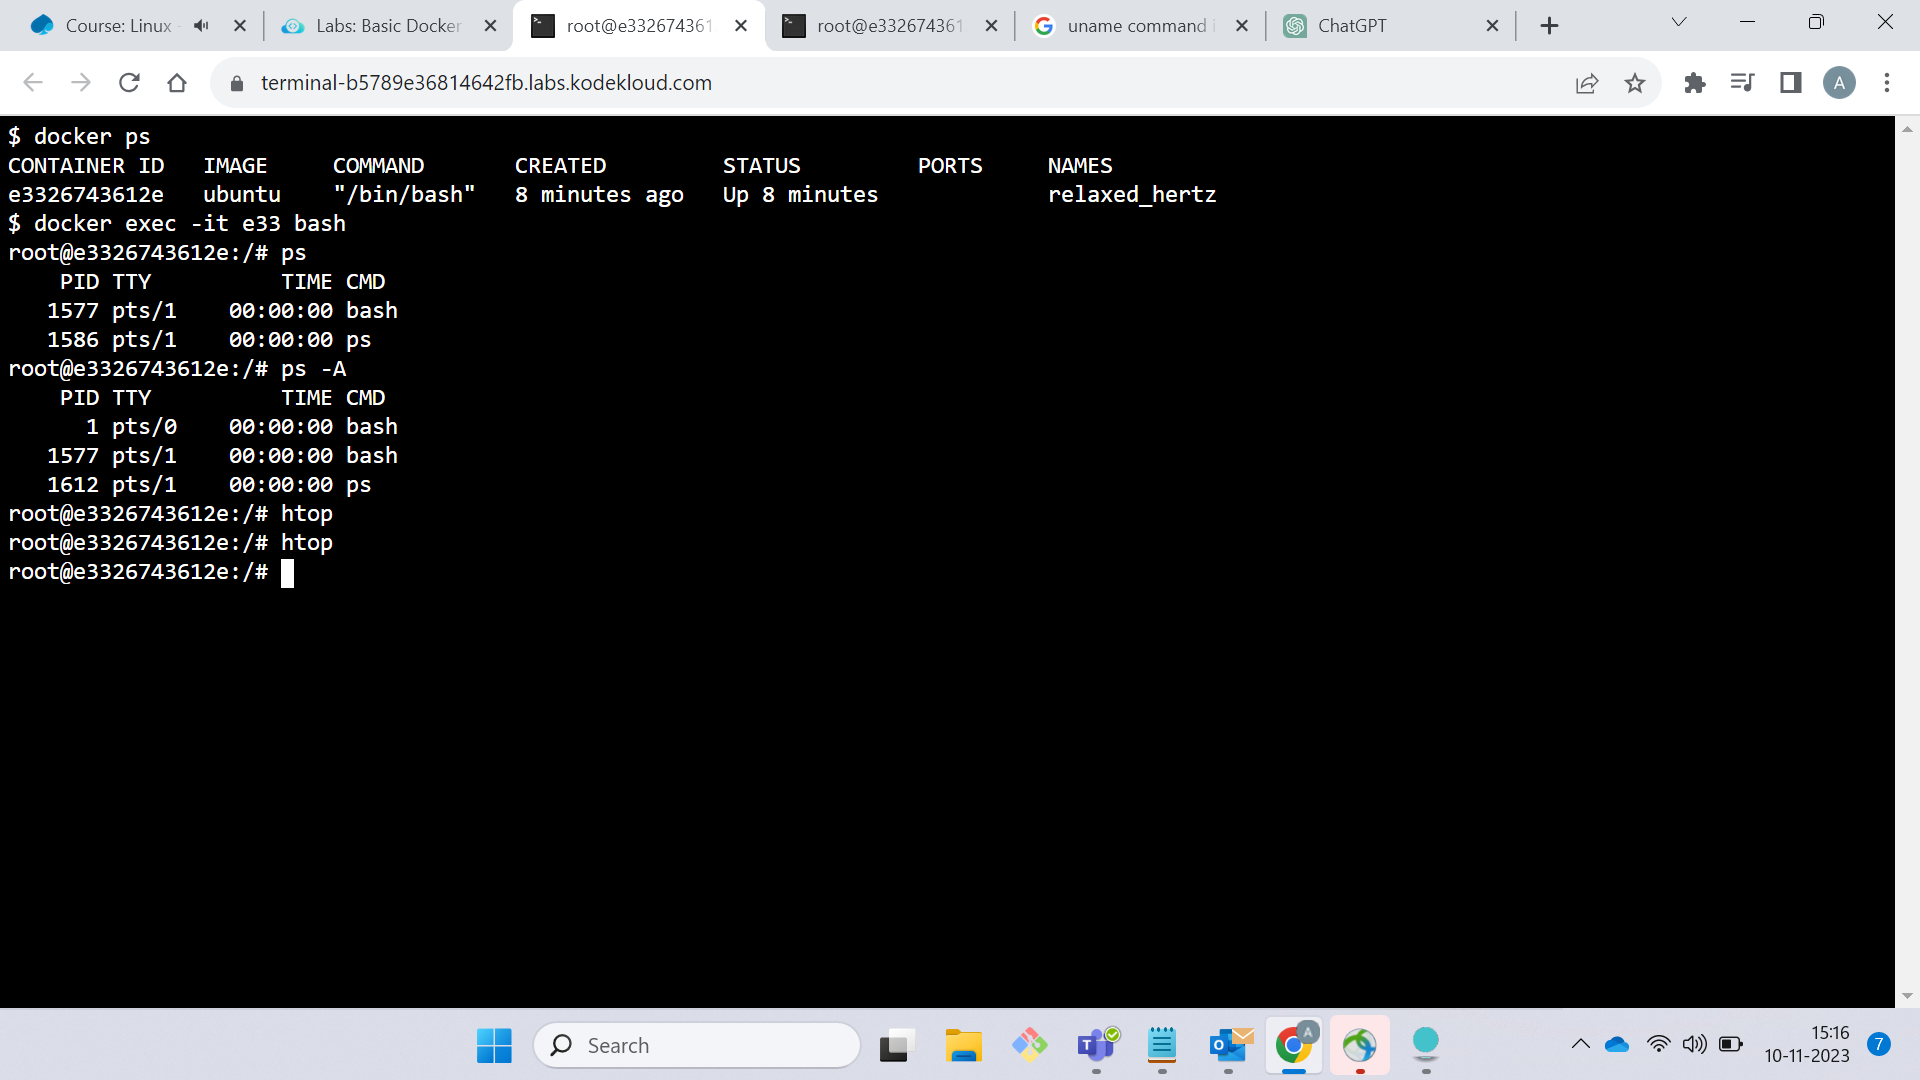 Course: Linux
Labs: Basic Docker
root@e33267436
root@e332674361
uname command i
ChatGPT
terminal-b5789e36814642fb.labs.kodekloud.com
A
$ docker ps
CONTAINER ID IMAGE COMMAND CREATED STATUS PORTS NAMES
e3326743612e ubuntu "/bin/bash" 8 minutes ago Up 8 minutes relaxed_hertz
$ docker exec -it e33 bash
root@e3326743612e:/# ps
PID TTY TIME CMD
1577 pts/1 00:00:00 bash
1586 pts/1 00:00:00 ps
root@e3326743612e:/# ps -A
PID TTY TIME CMD
1 pts/0 00:00:00 bash
1577 pts/1 00:00:00 bash
1612 pts/1 00:00:00 ps
root@e3326743612e:/# htop
root@e3326743612e:/# htop
root@e3326743612e:/#
Search
A
15:16
10-11-2023
7